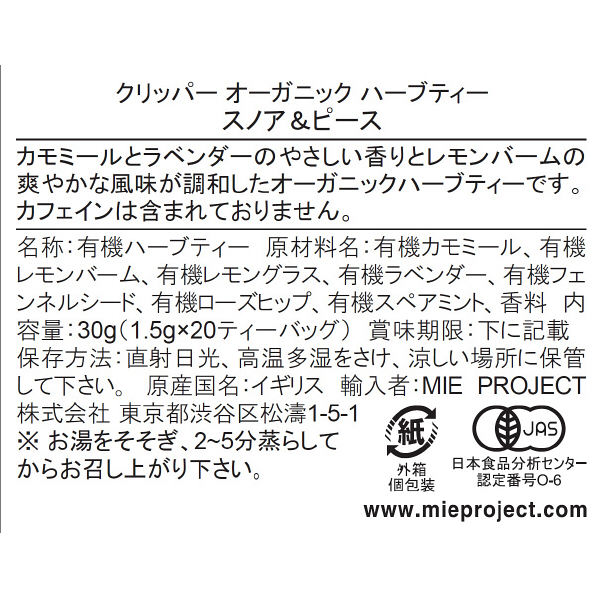 クリッパー オーガニック ハーブティー
スノア＆ピース
カモミールとラベンダーのやさしい香りとレモンバームの
爽やかな風味が調和したオーガニックハーブティーです。
カフェインは含まれておりません。
名称：有機ハーブティー 原材料名：有機カモミール、有機
レモンバーム、有機レモングラス、有機ラベンダー、有機フェ
ンネルシード、有機ローズヒップ、有機スペアミント、香料 内
容量：30g（1.5g×20ティーバッグ） 賞味期限：下に記載
保存方法：直射日光、高温多湿をさけ、涼しい場所に保管
して下さい。 原産国名：イギリス 輸入者：MIE PROJECT
株式会社 東京都渋谷区松濤1-5-1
※ お湯をそそぎ、2~5分蒸らして
からお召し上がり下さい。
紙
外箱
個包装
JAS
日本食品分析センター
認定番号O-6
www.mieproject.com